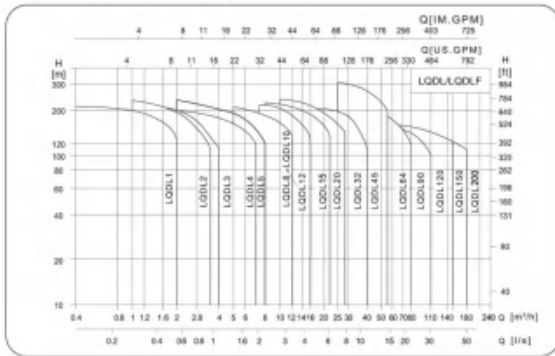 Q[IM.GPM]
4 8 11 16 22 32 44 64 88 128 176 256 403 725
Q[US.GPM]
H [m] 4 8 11 16 22 32 44 64 88 128 176 256 330 484 792 H [ft]
LQDL/LQDLF
300 984
784
200 640
524
120 392
100 320
80 262
60 196
160
40 131
80
20
40
10
LQDL1 LQDL2 LQDL3 LQDL4 LQDL5 LQDL8 LQDL10 LQDL12 LQDL15 LQDL20 LQDL32 LQDL45 LQDL64 LQDL90 LQDL120 LQDL150 LQDL200
0.4 0.8 1 1.2 1.6 2 2.8 4 5 6 8 10 12 14 16 20 25 30 40 50 60 70 80 110 140 180 240 Q [m³/h]
0.2 0.4 0.6 0.8 1 1.6 2 3 4 6 8 10 15 20 30 50 Q [l/s]